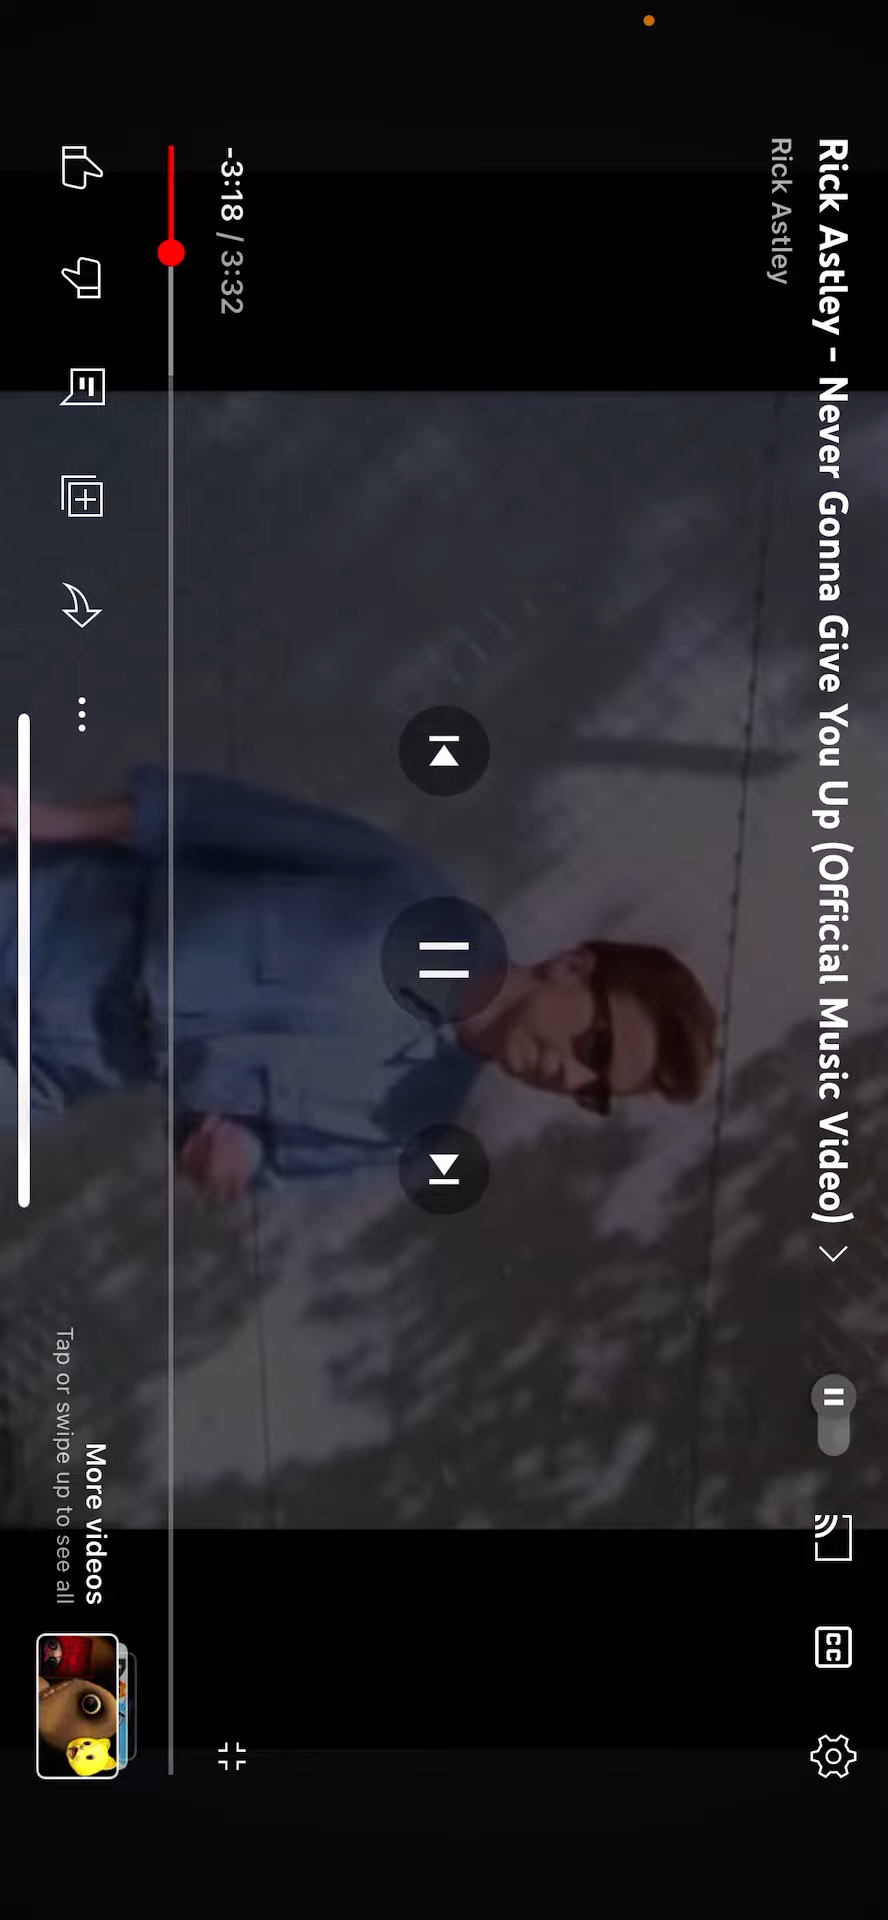 Rick Astley - Never Gonna Give You Up (Official Music Video)
Rick Astley
CC
-3:18 / 3:32
More videos
Tap or swipe up to see all